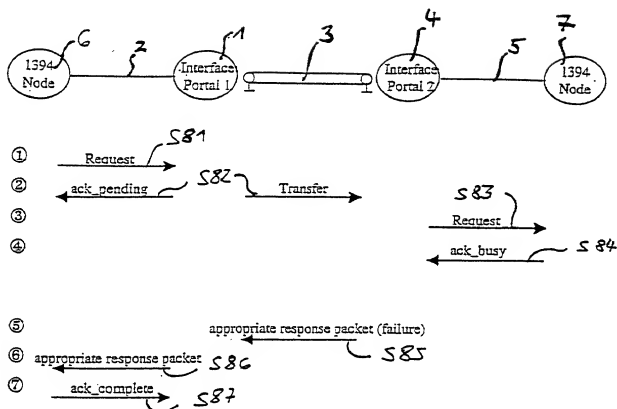 6
2
1
3
4
5
7
1394 Node
Interface Portal 1
Interface Portal 2
1394 Node
① Request S81
② ack_pending S82 Transfer
③ Request S83
④ ack_busy S84
⑤ appropriate response packet (failure) S85
⑥ appropriate response packet S86
⑦ ack_complete S87